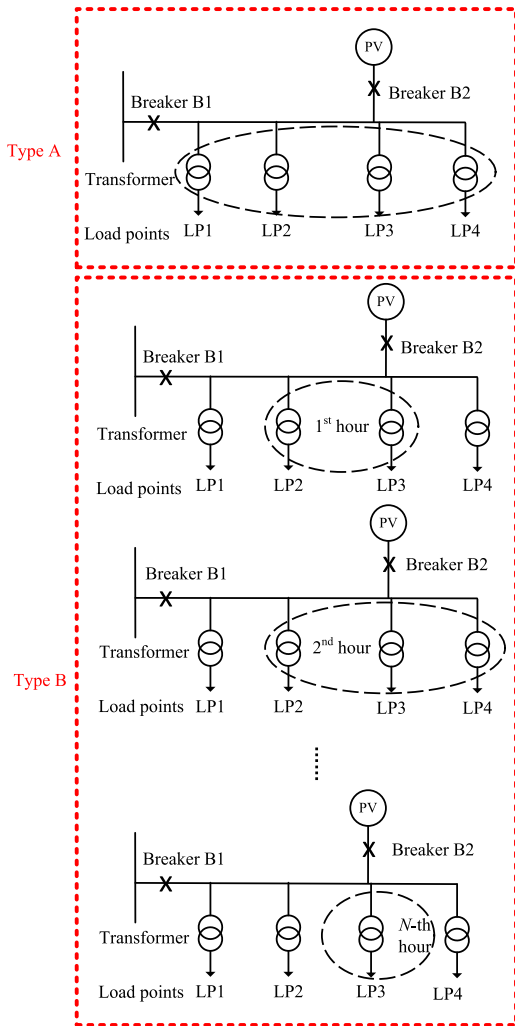 PV
Breaker B2
Breaker B1
Type A
Transformer
Load points LP1 LP2 LP3 LP4
PV
Breaker B1
Breaker B2
1st hour
Transformer
Load points LP1 LP2 LP3 LP4
PV
Breaker B1
Breaker B2
2nd hour
Transformer
Type B
Load points LP1 LP2 LP3 LP4
PV
Breaker B1
Breaker B2
N-th
hour
Transformer
Load points LP1 LP2 LP3 LP4